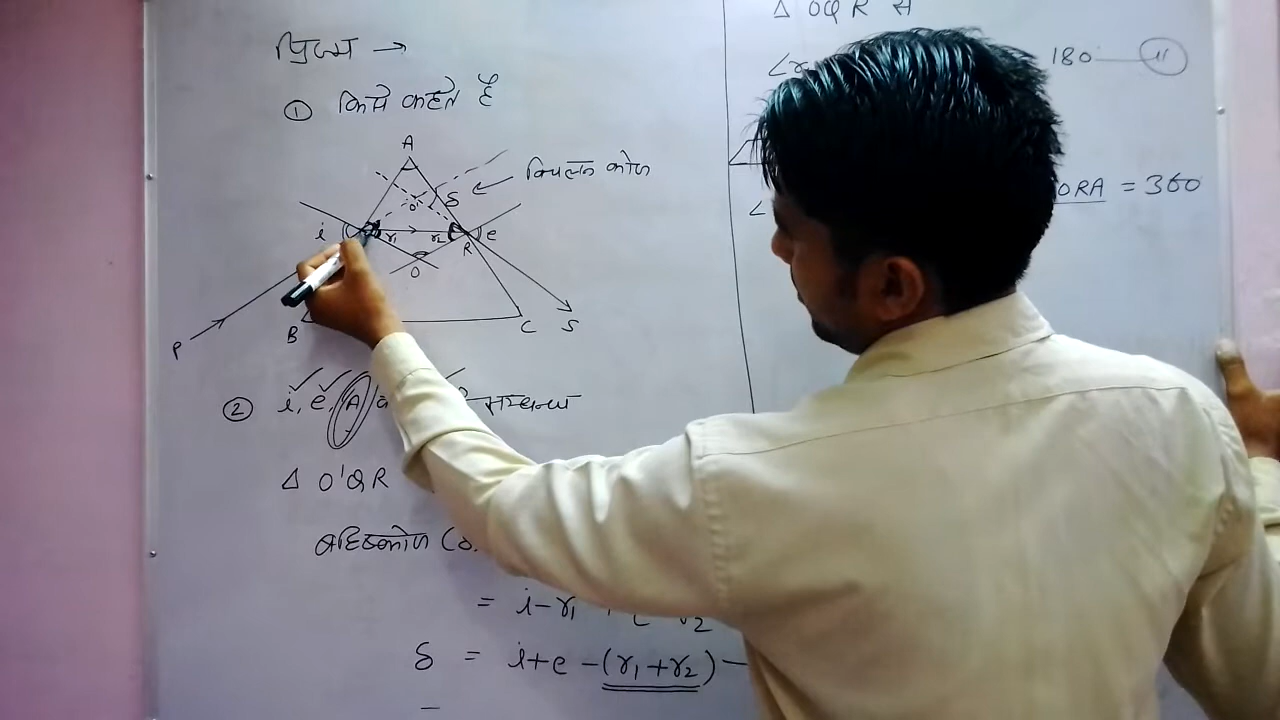 प्रिज्म →
① किसे कहते है
A
विचलन कोण
δ
O'
i r₁ r₂ e
R
O
B C S
P
② i, e, A
Δ O'QR
बहिष्कोण (δ
= i - r₁ + e r₂
δ = i + e - (r₁ + r₂) —
Δ OQR से
∠r 180 — ॥
∠ ORA = 360